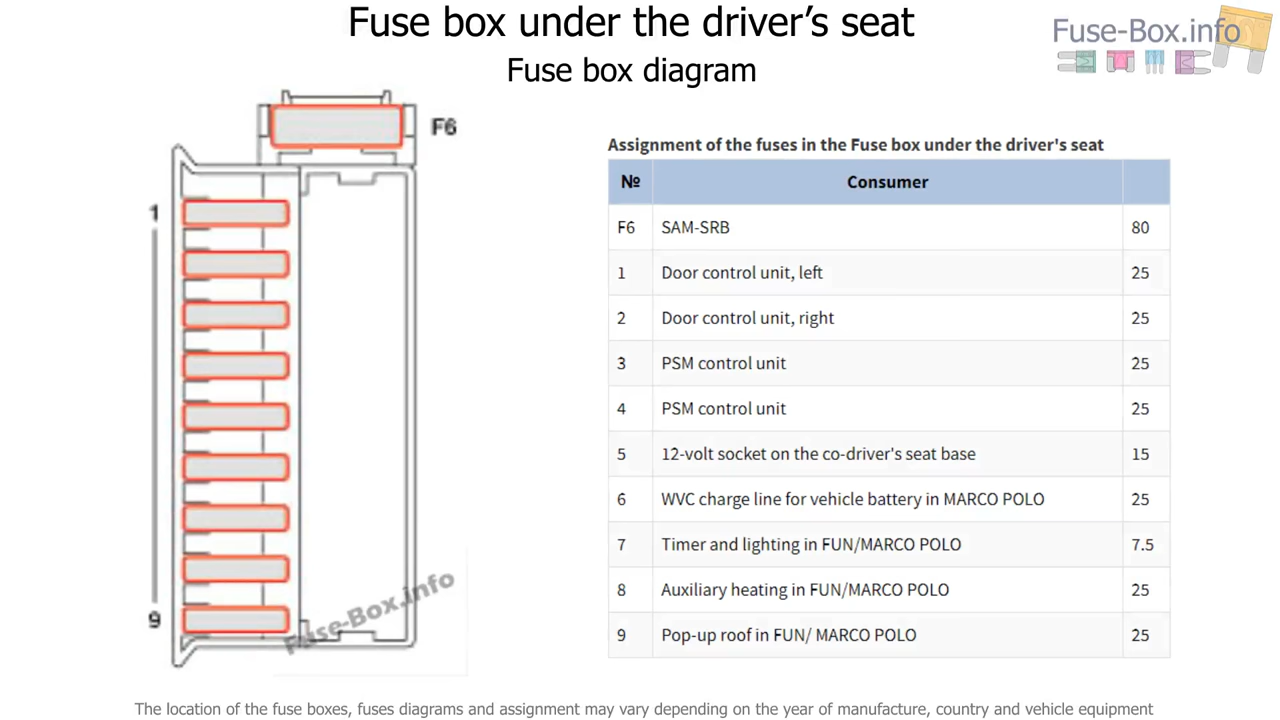 Fuse box under the driver’s seat
Fuse box diagram
Fuse-Box.info
F6
1
9
Fuse-Box.info
Assignment of the fuses in the Fuse box under the driver's seat
№ Consumer
F6 SAM-SRB 80
1 Door control unit, left 25
2 Door control unit, right 25
3 PSM control unit 25
4 PSM control unit 25
5 12-volt socket on the co-driver's seat base 15
6 WVC charge line for vehicle battery in MARCO POLO 25
7 Timer and lighting in FUN/MARCO POLO 7.5
8 Auxiliary heating in FUN/MARCO POLO 25
9 Pop-up roof in FUN/ MARCO POLO 25
The location of the fuse boxes, fuses diagrams and assignment may vary depending on the year of manufacture, country and vehicle equipment